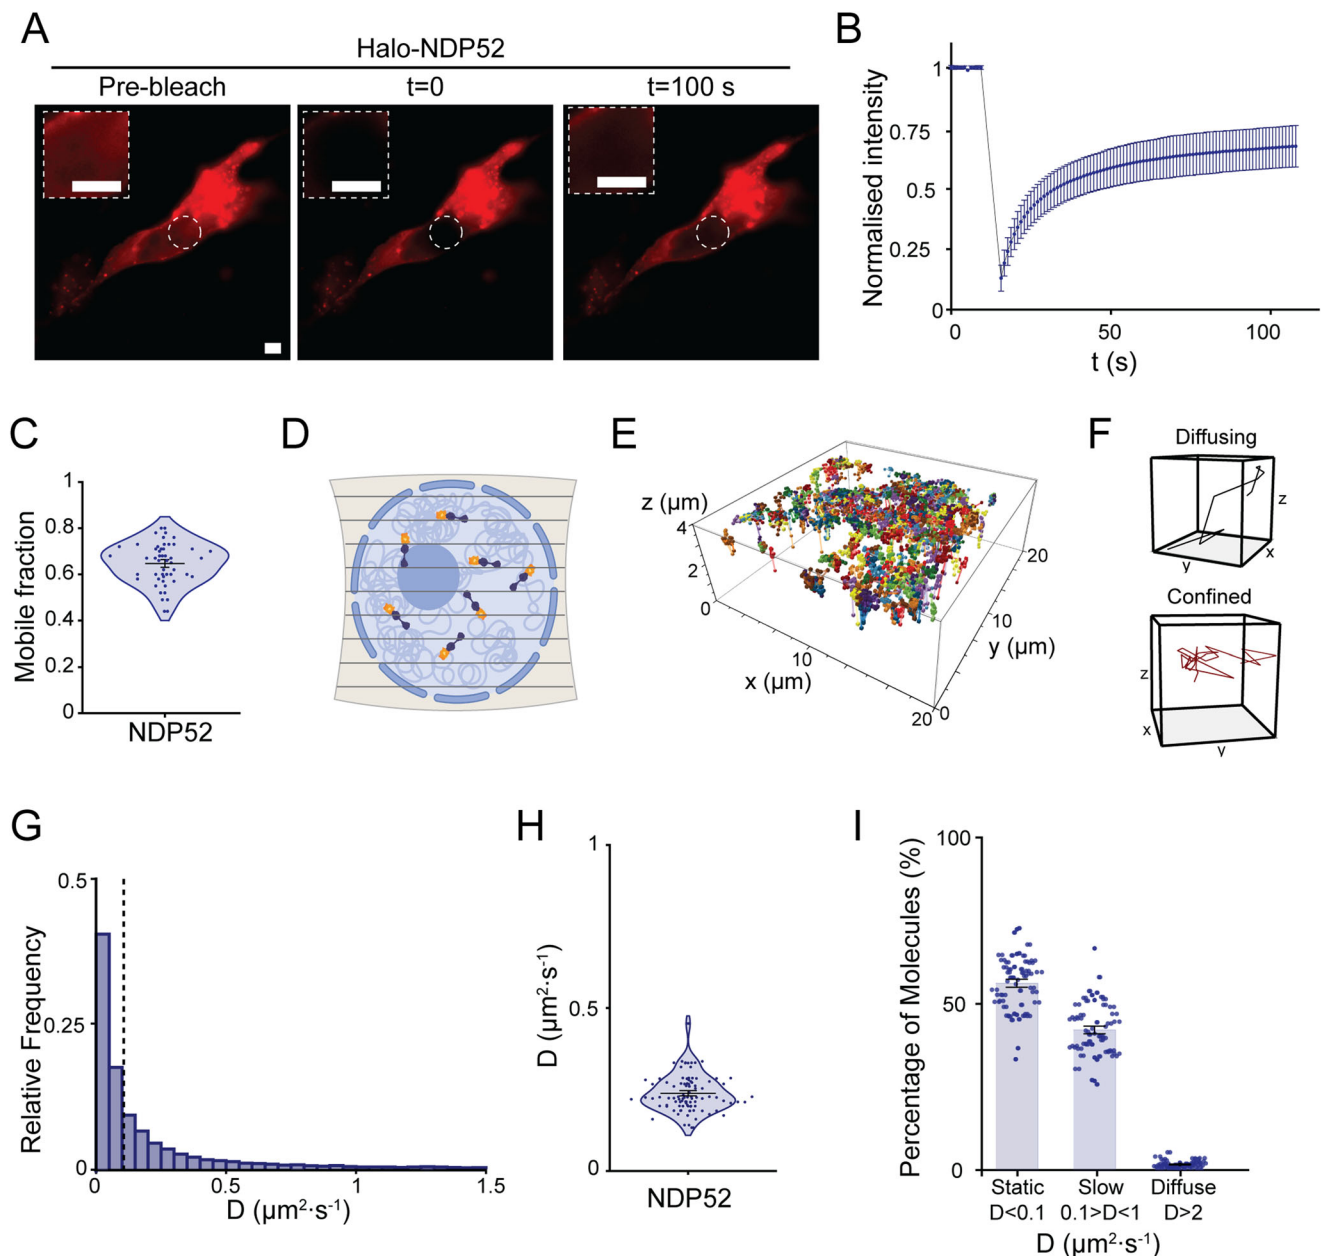 A
Halo-NDP52
Pre-bleach
t=0
t=100 s
B
Normalised intensity
1
0.75
0.5
0.25
0
0
50
100
t (s)
C
Mobile fraction
1
0.8
0.6
0.4
0.2
0
NDP52
D
E
z (µm)
4
2
0
10
20
x (µm)
0
10
20
y (µm)
F
Diffusing
z
x
y
Confined
z
x
y
G
Relative Frequency
0.5
0.25
0
0
0.5
1.0
1.5
D (µm²·s⁻¹)
H
D (µm²·s⁻¹)
1
0.5
0
NDP52
I
Percentage of Molecules (%)
100
50
0
Static
D<0.1
Slow
0.1>D<1
Diffuse
D>2
D (µm²·s⁻¹)